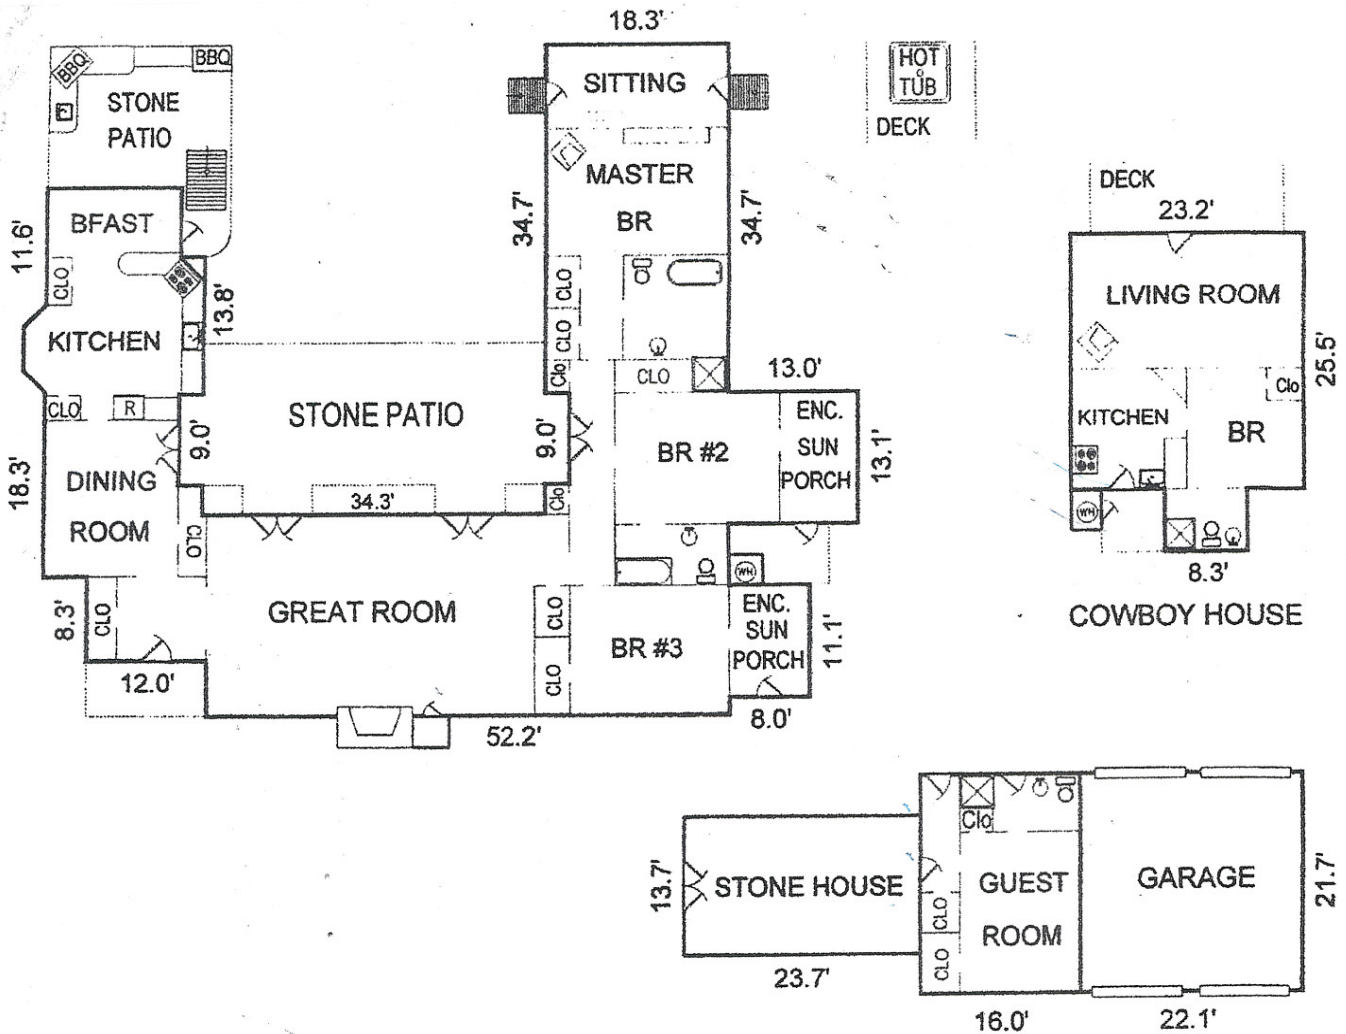 18.3'
BBQ
BBQ
STONE
PATIO
SITTING
HOT
TUB
DECK
MASTER
BR
34.7'
34.7'
DECK
23.2'
11.6'
BFAST
CLO
13.8'
KITCHEN
CLO
CLO
Clo
CLO
13.0'
LIVING ROOM
25.5'
Clo
KITCHEN
BR
CLO
R
STONE PATIO
9.0'
9.0'
BR #2
ENC.
SUN
PORCH
13.1'
18.3'
DINING
ROOM
34.3'
Clo
CLO
WH
WH
8.3'
COWBOY HOUSE
8.3'
CLO
GREAT ROOM
CLO
CLO
BR #3
ENC.
SUN
PORCH
11.1'
12.0'
52.2'
8.0'
Clo
13.7'
STONE HOUSE
GUEST
ROOM
CLO
CLO
GARAGE
21.7'
23.7'
16.0'
22.1'